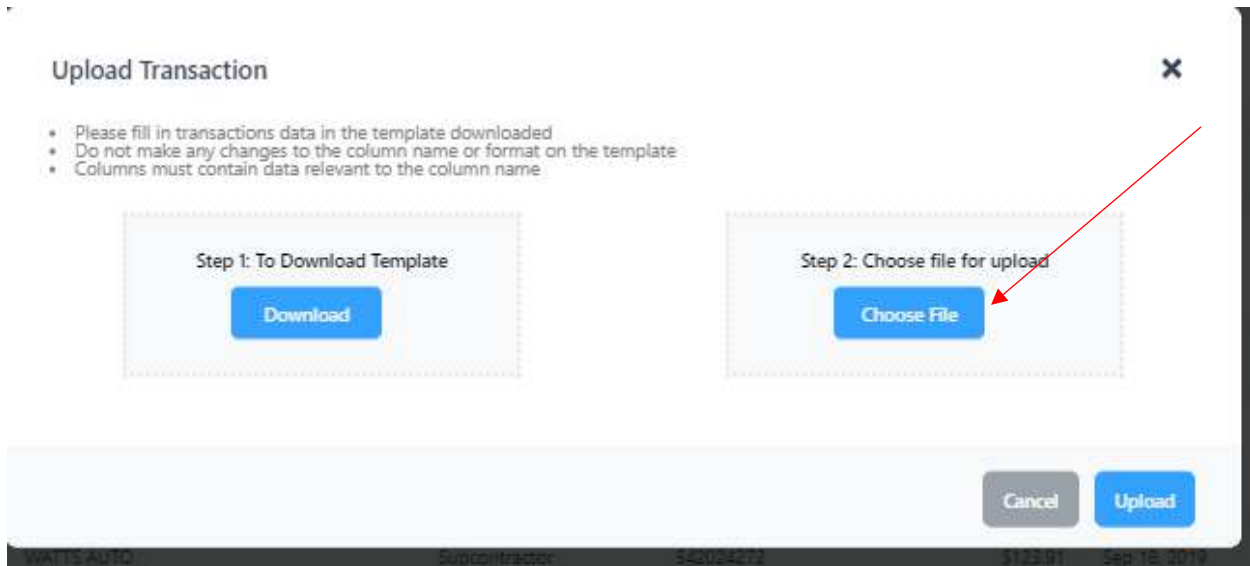 Upload Transaction
• Please fill in transactions data in the template downloaded
• Do not make any changes to the column name or format on the template
• Columns must contain data relevant to the column name
Step 1: To Download Template
Download
Step 2: Choose file for upload
Choose File
Cancel
Upload
WATTS AUTO Subcontractor 542024272 $123.91 Sep 18, 2019